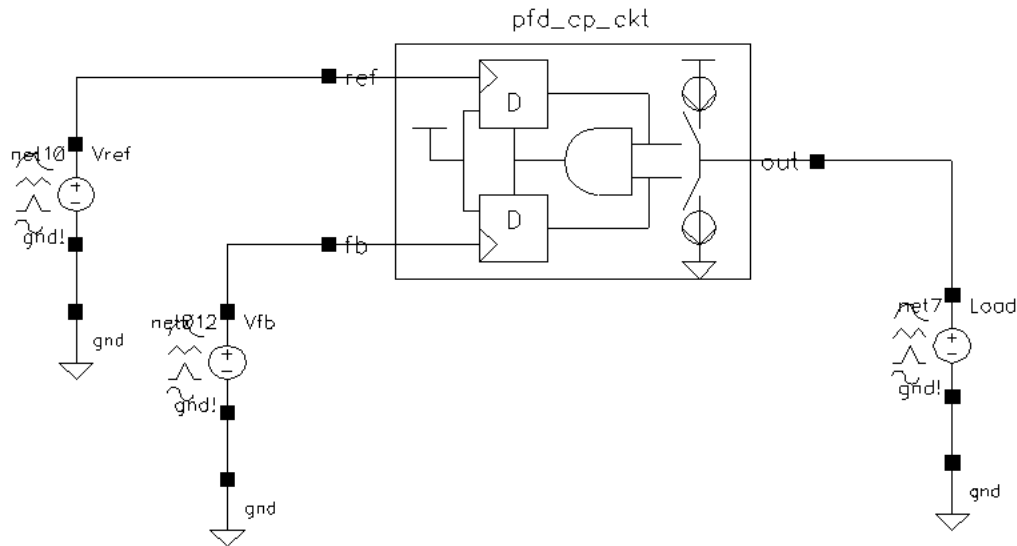 pfd_cp_ckt
ref
D
net10 Vref
out
gnd!
D
fb
net7 Load
gnd
Vfb
gnd!
gnd!
gnd
gnd